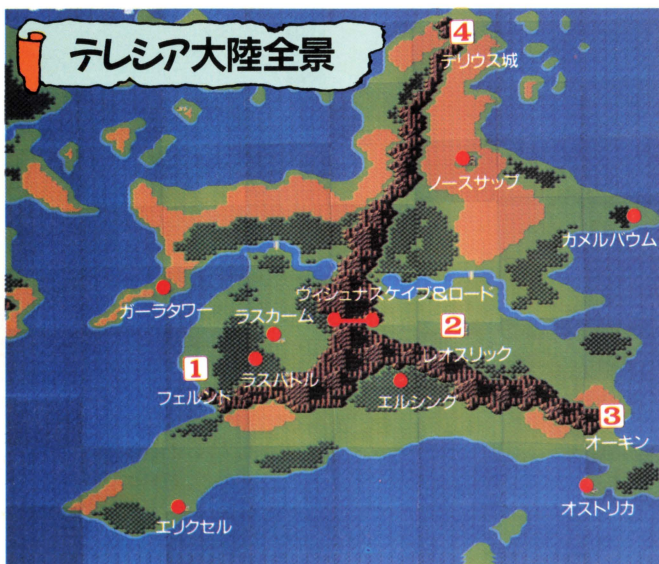 テレシア大陸全景
4
テリウス城
ノースサップ
カメルバウム
ガーラタワー
ヴィシュナスケイブ&ロード
ラスカーム
2
レオスリック
1
ラスバトル
フェルント
エルシング
3
オーキン
オストリカ
エリクセル